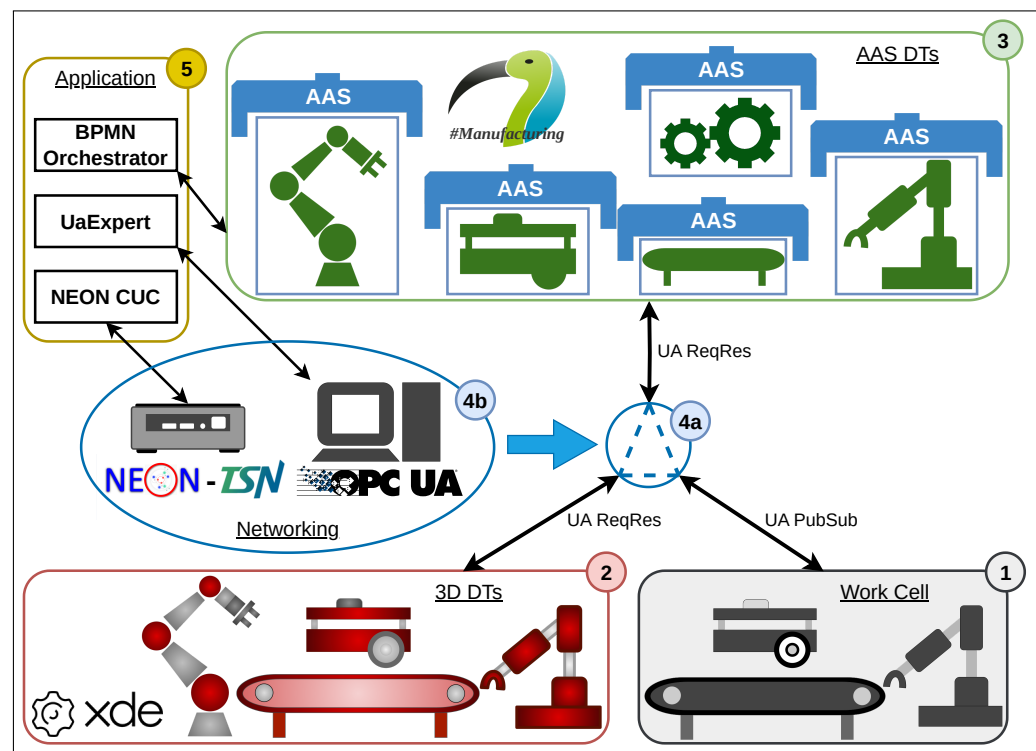 5
Application
BPMN
Orchestrator
UaExpert
NEON CUC
3
AAS DTs
AAS
#Manufacturing
AAS
AAS
AAS
AAS
UA ReqRes
4b
4a
NEON - TSN
OPC UA
Networking
UA ReqRes
UA PubSub
2
3D DTs
xde
1
Work Cell